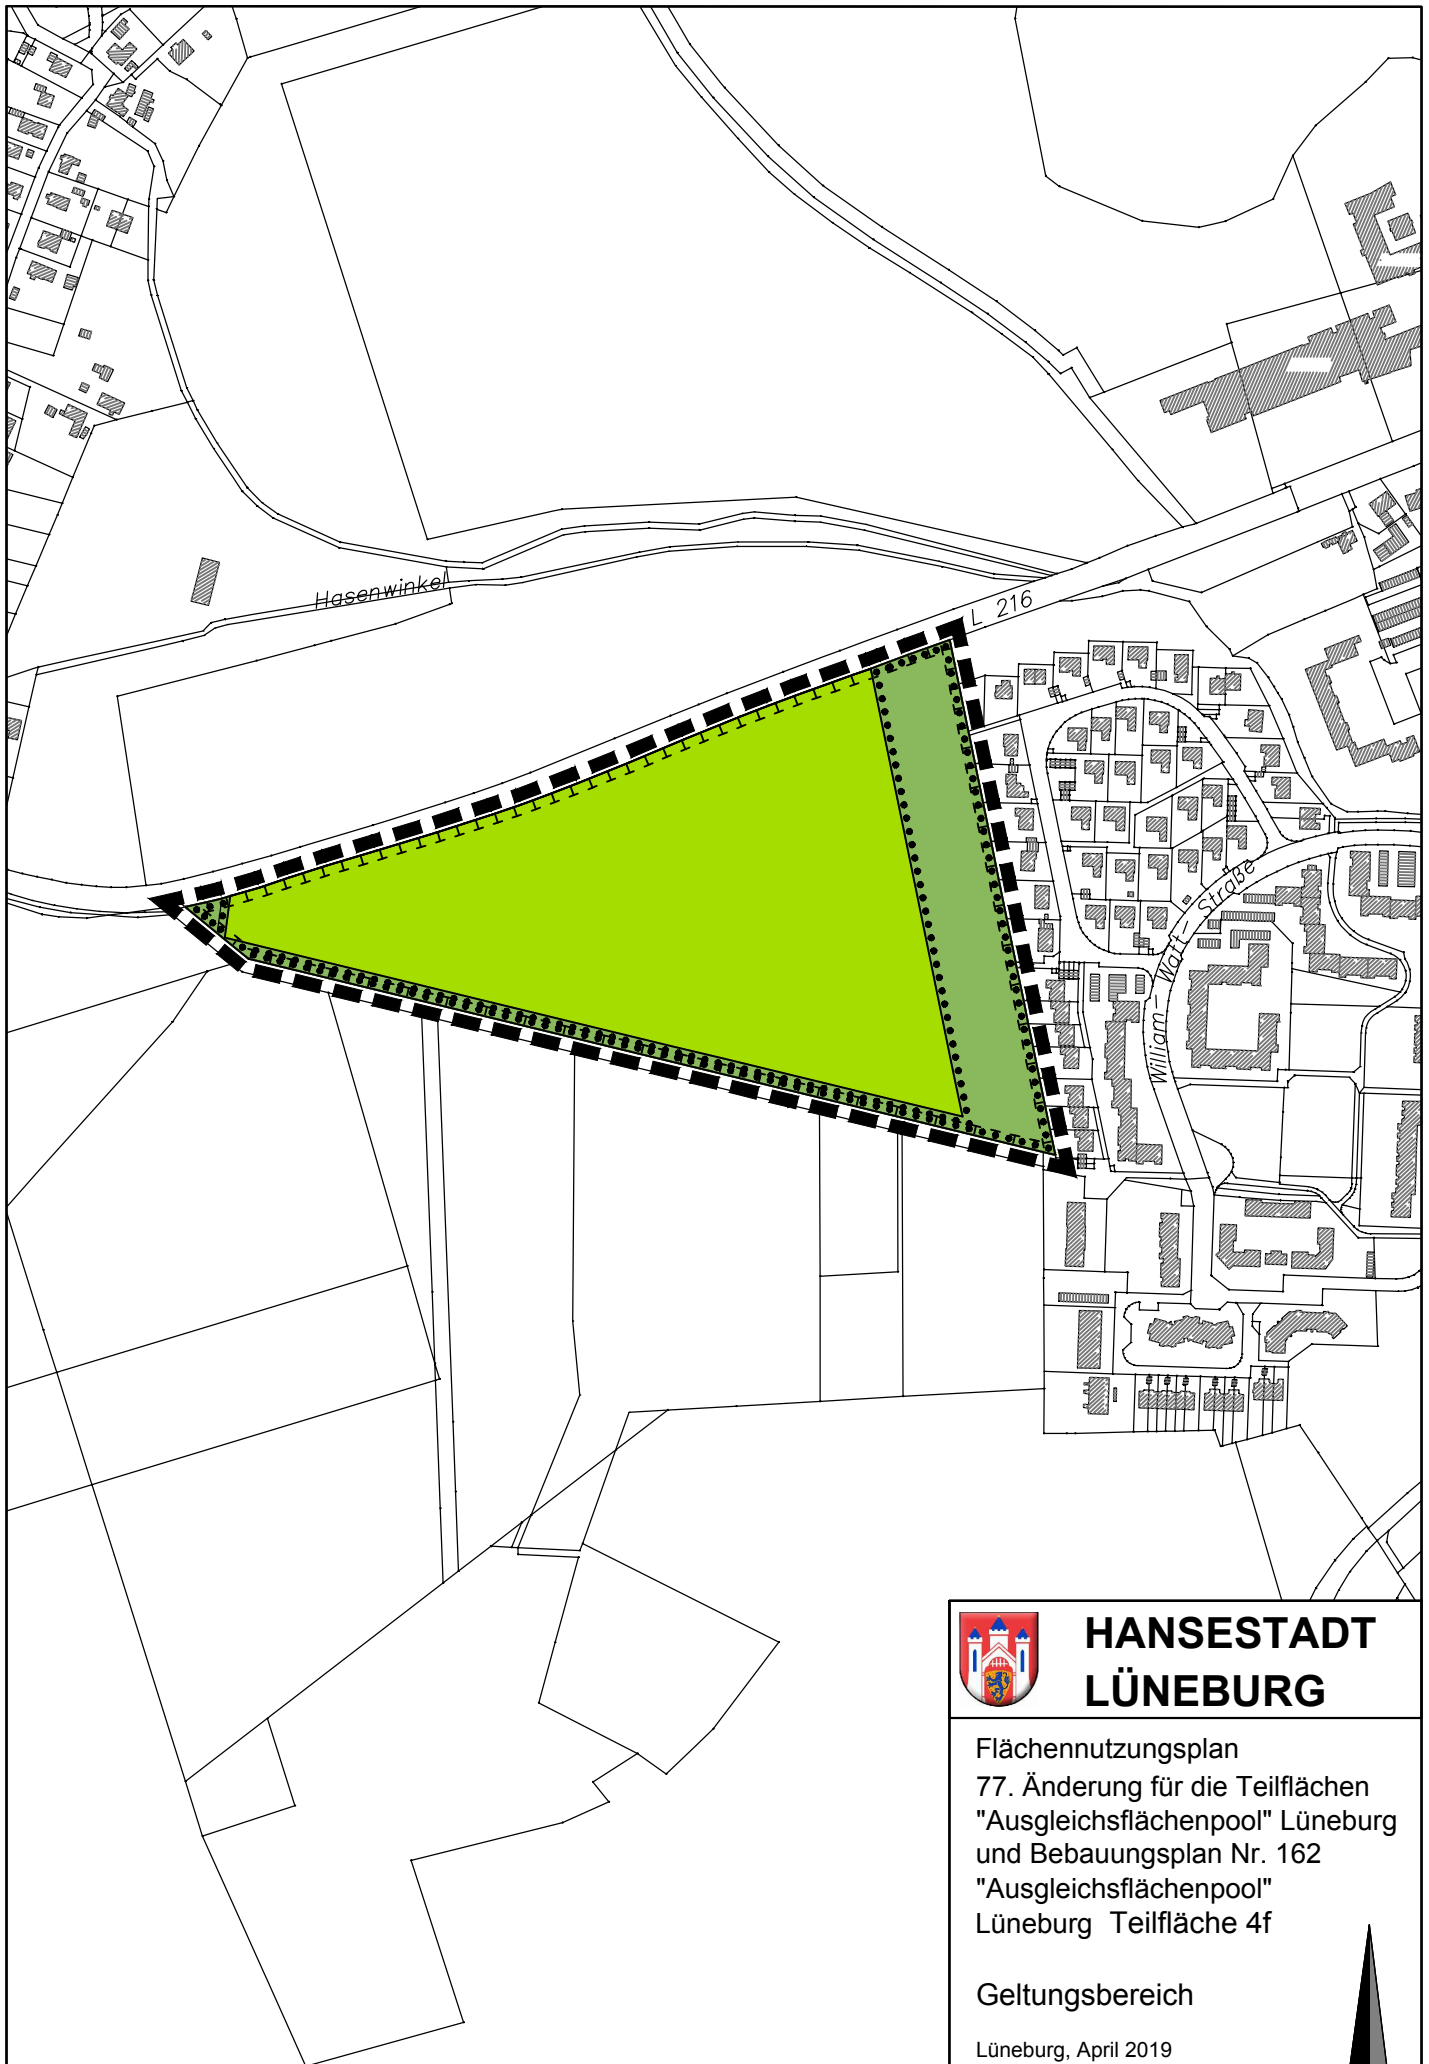 Hasenwinkel
L 216
William - Watt - Straße
HANSESTADT
LÜNEBURG
Flächennutzungsplan
77. Änderung für die Teilflächen
"Ausgleichsflächenpool" Lüneburg
und Bebauungsplan Nr. 162
"Ausgleichsflächenpool"
Lüneburg Teilfläche 4f
Geltungsbereich
Lüneburg, April 2019